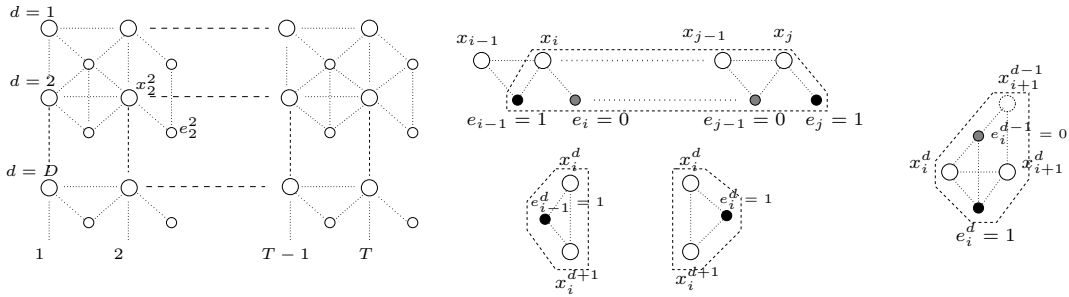 d = 1
d = 2
x_2^2
e_2^2
d = D
1 2 T − 1 T
x_{i−1} x_i x_{j−1} x_j
e_{i−1} = 1 e_i = 0 e_{j−1} = 0 e_j = 1
x_i^d x_i^d
e_{i−1}^d = 1 e_i^d = 1
x_i^{d+1} x_i^{d+1}
x_{i+1}^{d−1}
e_i^{d−1} = 0
x_i^d x_{i+1}^d
e_i^d = 1